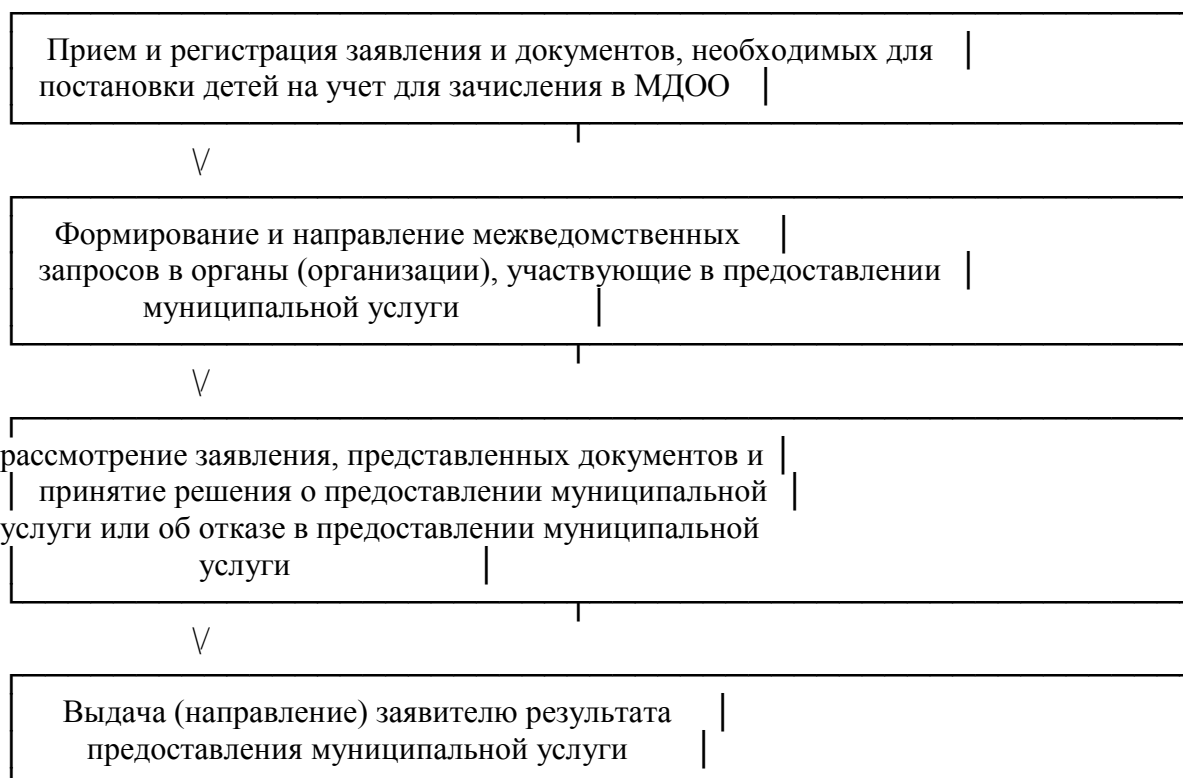 Прием и регистрация заявления и документов, необходимых для
постановки детей на учет для зачисления в МДОО
\/
Формирование и направление межведомственных
запросов в органы (организации), участвующие в предоставлении
муниципальной услуги
\/
рассмотрение заявления, представленных документов и
принятие решения о предоставлении муниципальной
услуги или об отказе в предоставлении муниципальной
услуги
\/
Выдача (направление) заявителю результата
предоставления муниципальной услуги